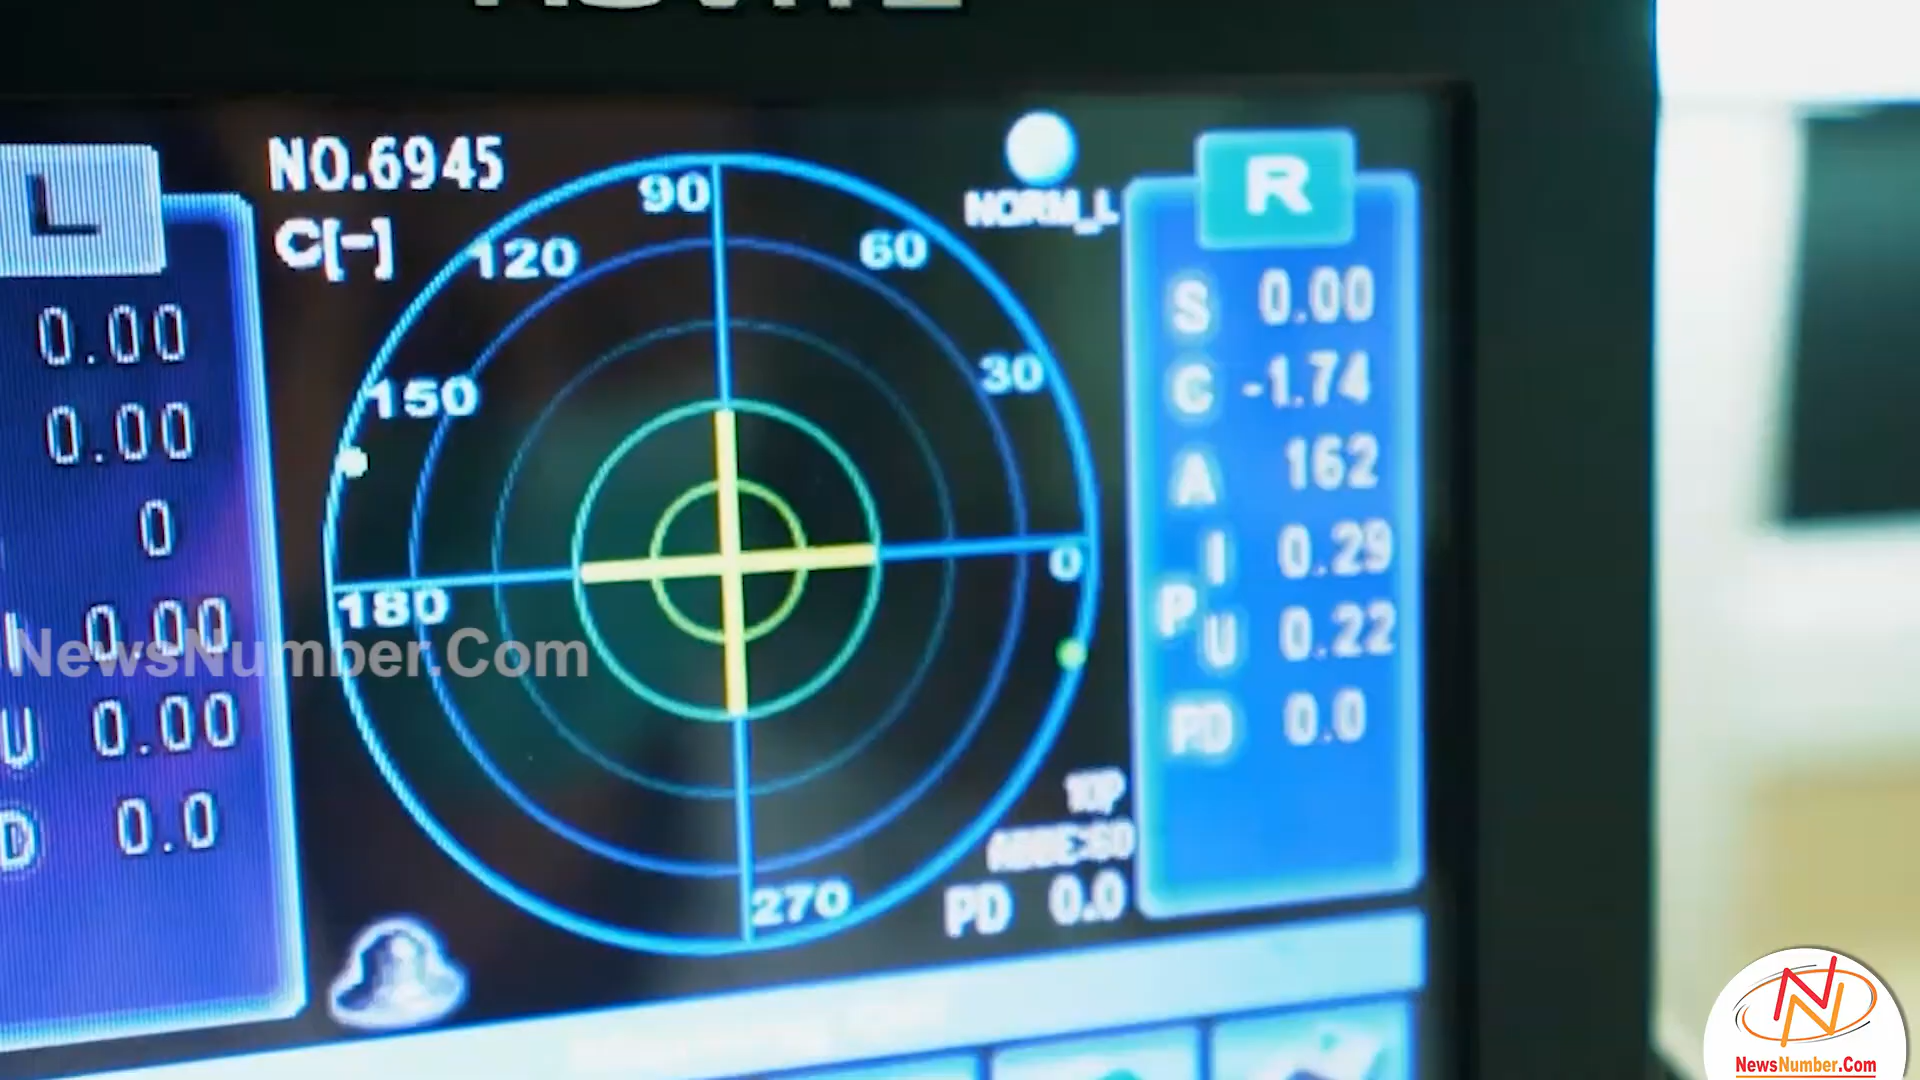 L
0.00
0.00
0
I 0.00
U 0.00
D 0.0
NO.6945
C[-]
90
120
60
150
30
180
0
270
NORM_L
PD 0.0
R
S 0.00
C -1.74
A 162
I 0.29
P
U 0.22
PD 0.0
NewsNumber.Com
NewsNumber.Com